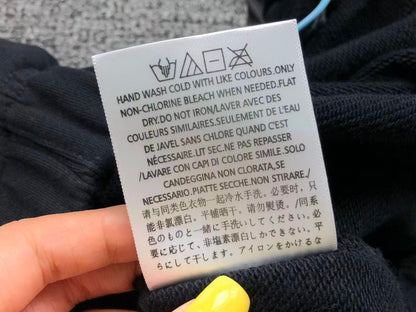 HAND WASH COLD WITH LIKE COLOURS.ONLY
NON-CHLORINE BLEACH WHEN NEEDED.FLAT
DRY.DO NOT IRON/LAVER AVEC DES
COULEURS SIMILAIRES.SEULEMENT DE L'EAU
DE JAVEL SANS CHLORE QUAND C'EST
NÉCESSAIRE.LIT SEC.NE PAS REPASSER
/LAVARE CON CAPI DI COLORE SIMILE.SOLO
CANDEGGINA NON CLORATA,SE
NECESSARIO.PIATTE SECCHE.NON STIRARE./
请与同类色衣物一起冷水手洗。必要时，只
能非氯漂白，平铺晒干。请勿熨烫。/同系
色のものと一緒に手洗いしてください。必
要に応じて、非塩素漂白しかできない。平
らにして干します。アイロンをかけるな